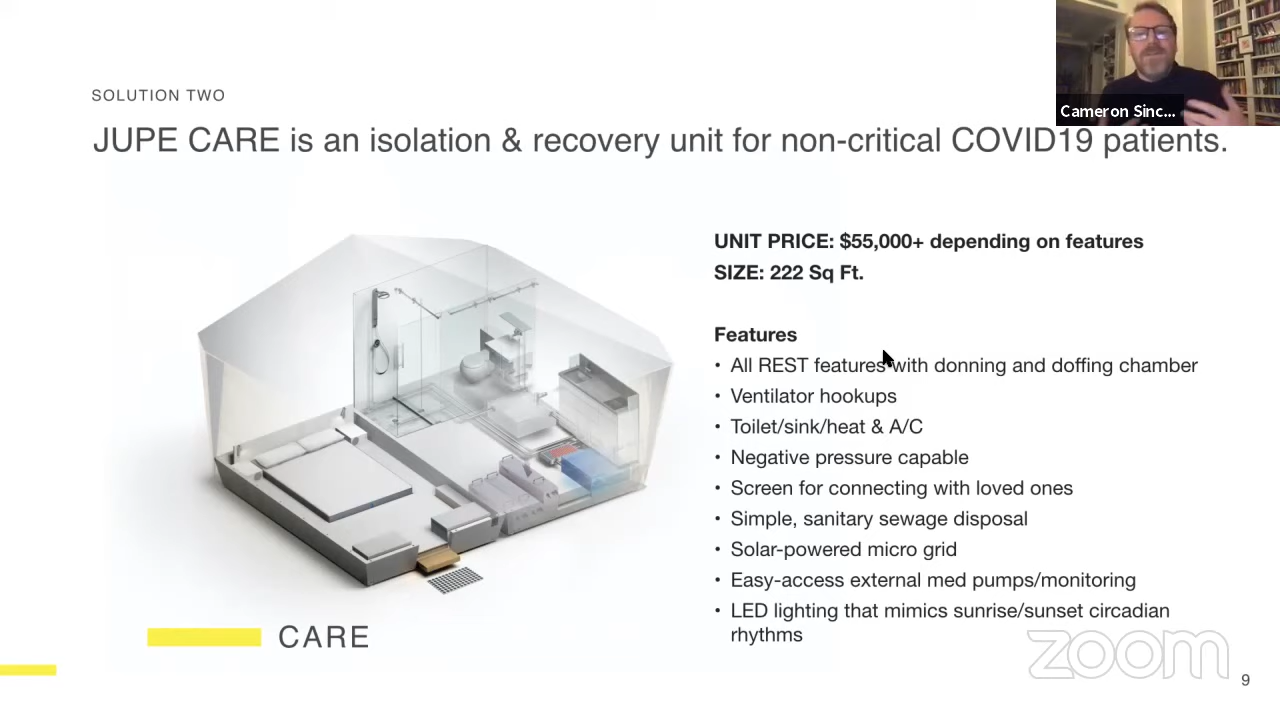 Cameron Sinc...
SOLUTION TWO
JUPE CARE is an isolation & recovery unit for non-critical COVID19 patients.
UNIT PRICE: $55,000+ depending on features
SIZE: 222 Sq Ft.
Features
• All REST features with donning and doffing chamber
• Ventilator hookups
• Toilet/sink/heat & A/C
• Negative pressure capable
• Screen for connecting with loved ones
• Simple, sanitary sewage disposal
• Solar-powered micro grid
• Easy-access external med pumps/monitoring
• LED lighting that mimics sunrise/sunset circadian
rhythms
CARE
zoom
9